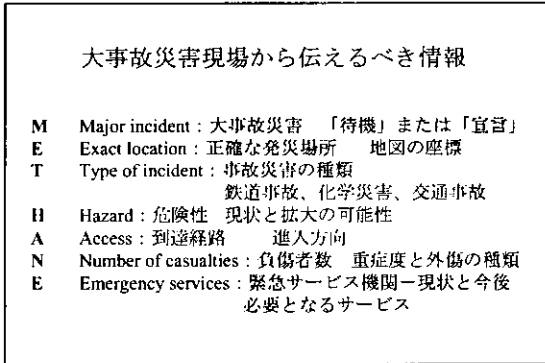 大事故災害現場から伝えるべき情報
M Major incident : 大事故災害 「待機」または「宣言」
E Exact location : 正確な発災場所 地図の座標
T Type of incident : 事故災害の種類
鉄道事故、化学災害、交通事故
H Hazard : 危険性 現状と拡大の可能性
A Access : 到達経路 進入方向
N Number of casualties : 負傷者数 重症度と外傷の種類
E Emergency services : 緊急サービス機関－現状と今後
必要となるサービス